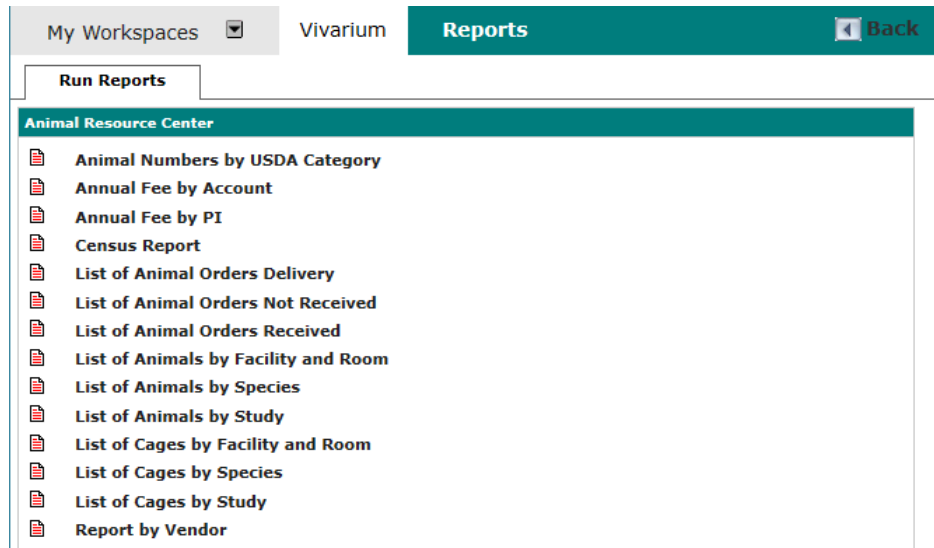 My Workspaces Vivarium Reports Back
Run Reports
Animal Resource Center
Animal Numbers by USDA Category
Annual Fee by Account
Annual Fee by PI
Census Report
List of Animal Orders Delivery
List of Animal Orders Not Received
List of Animal Orders Received
List of Animals by Facility and Room
List of Animals by Species
List of Animals by Study
List of Cages by Facility and Room
List of Cages by Species
List of Cages by Study
Report by Vendor